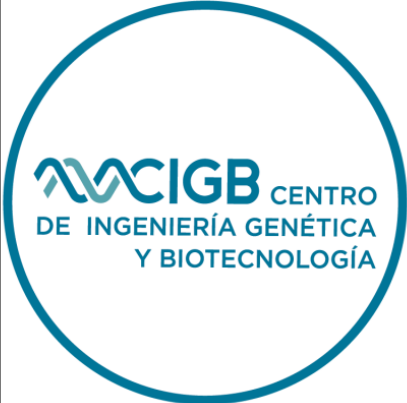 CIGB CENTRO
DE INGENIERÍA GENÉTICA
Y BIOTECNOLOGÍA